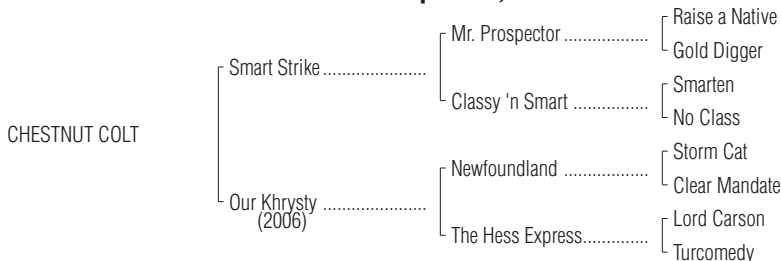 Raise a Native
Mr. Prospector ..................
Gold Digger
Smart Strike......................
Smarten
Classy 'n Smart ................
No Class
CHESTNUT COLT
Storm Cat
Newfoundland ..................
Clear Mandate
Our Khrysty ......................
(2006)
Lord Carson
The Hess Express..............
Turcomedy